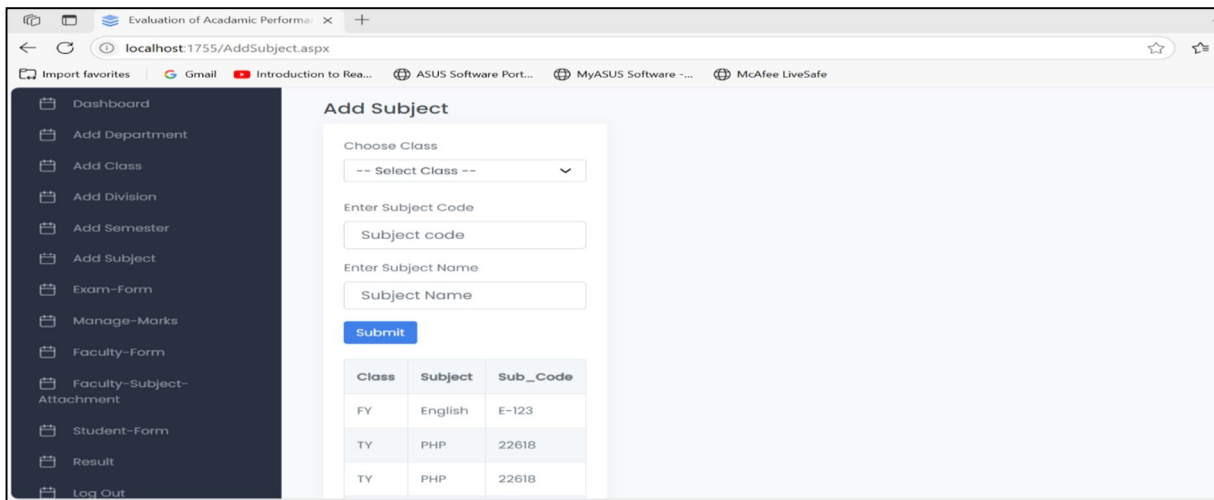 Evaluation of Acadamic Performa
localhost:1755/AddSubject.aspx
Import favorites Gmail Introduction to Rea... ASUS Software Port... MyASUS Software -... McAfee LiveSafe
Dashboard
Add Department
Add Class
Add Division
Add Semester
Add Subject
Exam-Form
Manage-Marks
Faculty-Form
Faculty-Subject-
Attachment
Student-Form
Result
Log Out
Add Subject
Choose Class
-- Select Class --
Enter Subject Code
Subject code
Enter Subject Name
Subject Name
Submit
Class Subject Sub_Code
FY English E-123
TY PHP 22618
TY PHP 22618